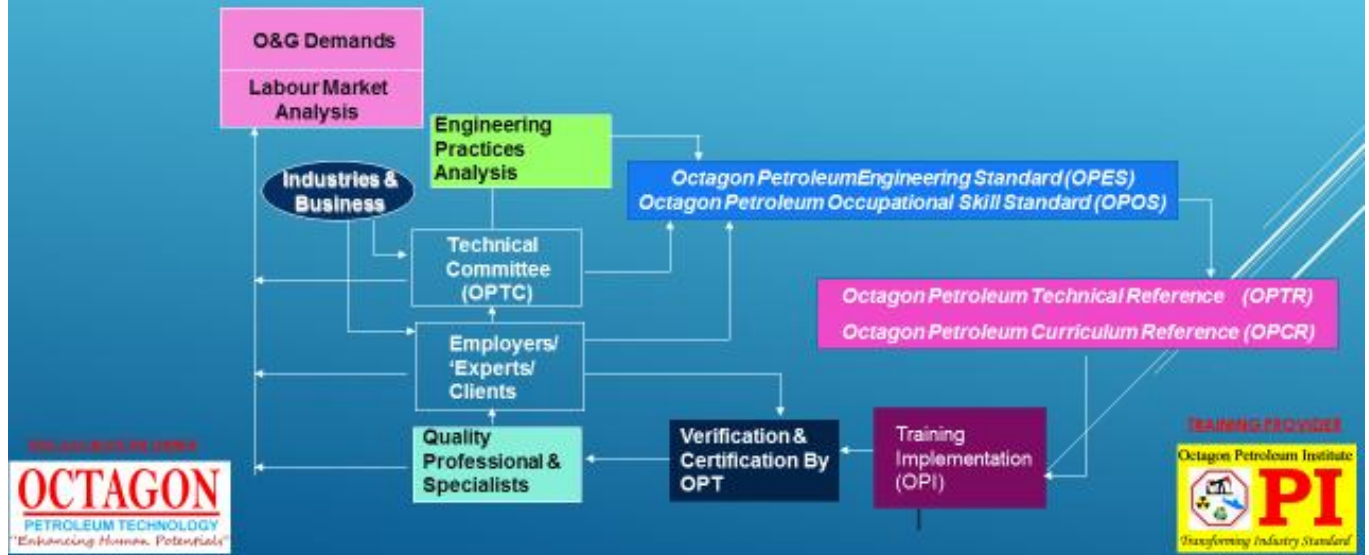 O&G Demands
Labour Market
Analysis
Engineering
Practices
Analysis
Industries &
Business
Octagon PetroleumEngineering Standard (OPES)
Octagon Petroleum Occupational Skill Standard (OPOS)
Technical
Committee
(OPTC)
Octagon Petroleum Technical Reference (OPTR)
Octagon Petroleum Curriculum Reference (OPCR)
Employers/
‘Experts/
Clients
Quality
Professional &
Specialists
Verification &
Certification By
OPT
Training
Implementation
(OPI)
OCTAGON
PETROLEUM TECHNOLOGY
"Enhancing Human Potentials"
TRAINING PROVIDER
Octagon Petroleum Institute
PI
Transforming Industry Standard